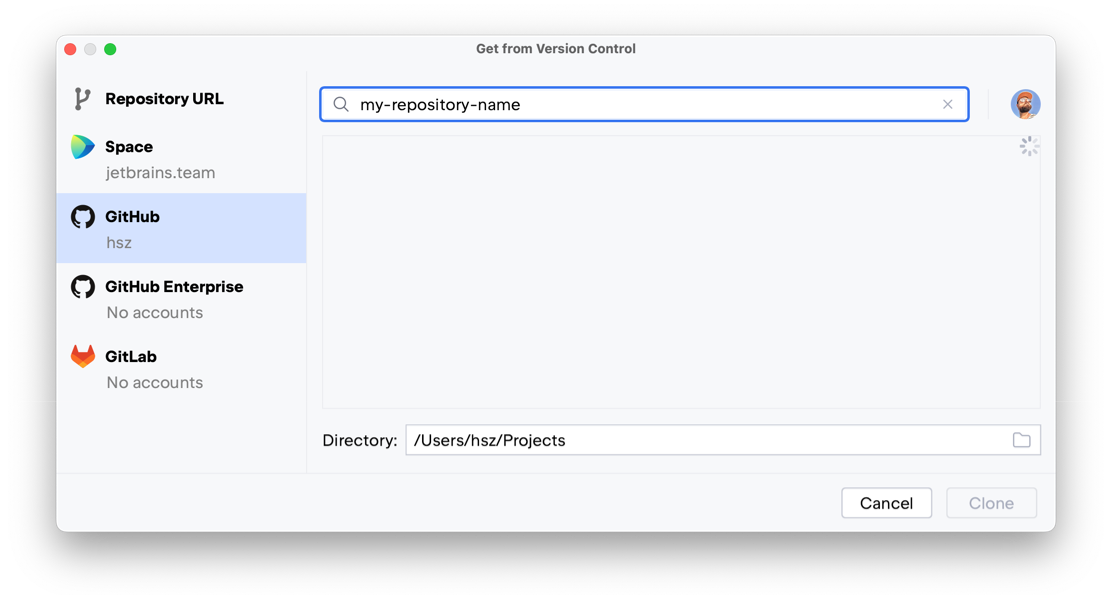 Get from Version Control
Repository URL
Space
jetbrains.team
GitHub
hsz
GitHub Enterprise
No accounts
GitLab
No accounts
my-repository-name
Directory: /Users/hsz/Projects
Cancel Clone